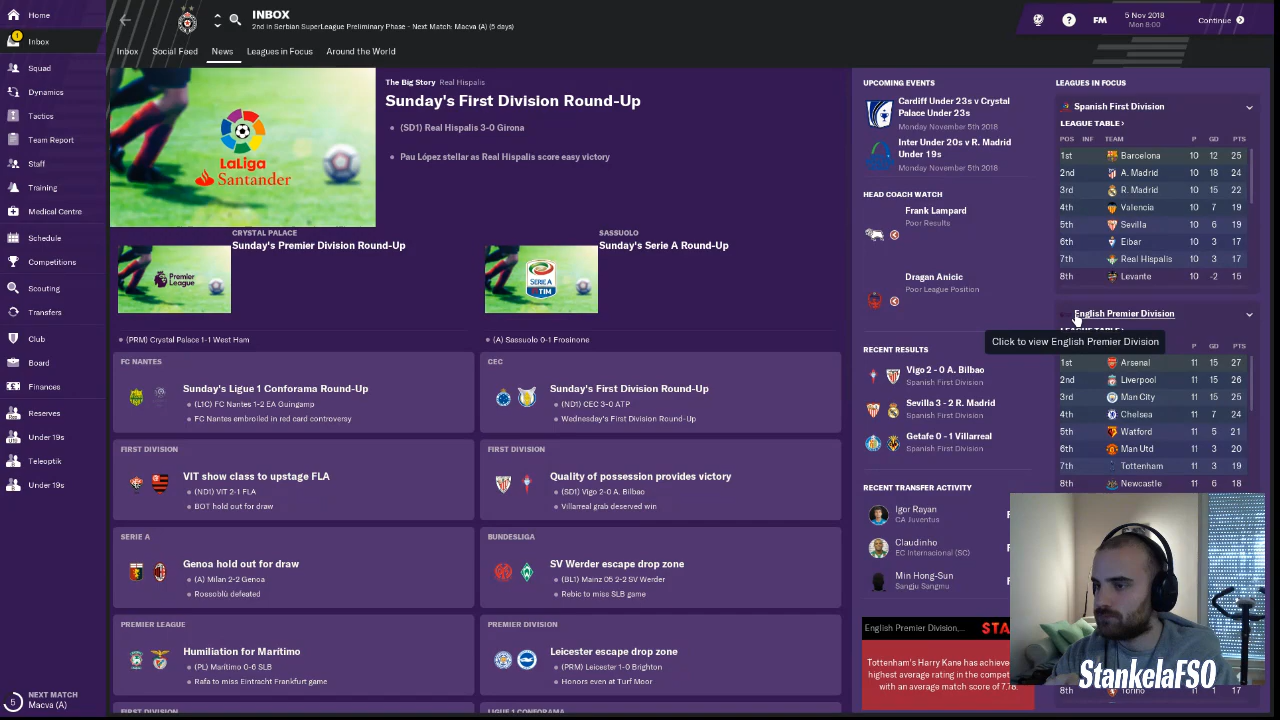 Home
Inbox
Squad
Dynamics
Tactics
Team Report
Staff
Training
Medical Centre
Schedule
Competitions
Scouting
Transfers
Club
Board
Finances
Reserves
Under 19s
Teleoptik
Under 19s
5
NEXT MATCH
Macva (A)
INBOX
2nd in Serbian SuperLeague Preliminary Phase - Next Match: Macva (A) (5 days)
FM
5 Nov 2018
Mon 8:00
Continue
Inbox
Social Feed
News
Leagues in Focus
Around the World
LaLiga
Santander
The Big Story Real Hispalis
Sunday's First Division Round-Up
(SD1) Real Hispalis 3-0 Girona
Pau López stellar as Real Hispalis score easy victory
CRYSTAL PALACE
Sunday's Premier Division Round-Up
Premier
League
(PRM) Crystal Palace 1-1 West Ham
SASSUOLO
Sunday's Serie A Round-Up
SERIE A
TIM
(A) Sassuolo 0-1 Frosinone
FC NANTES
Sunday's Ligue 1 Conforama Round-Up
(L1C) FC Nantes 1-2 EA Guingamp
FC Nantes embroiled in red card controversy
CEC
Sunday's First Division Round-Up
(ND1) CEC 3-0 ATP
Wednesday's First Division Round-Up
FIRST DIVISION
VIT show class to upstage FLA
(ND1) VIT 2-1 FLA
BOT hold out for draw
FIRST DIVISION
Quality of possession provides victory
(SD1) Vigo 2-0 A. Bilbao
Villarreal grab deserved win
SERIE A
Genoa hold out for draw
(A) Milan 2-2 Genoa
Rossoblù defeated
BUNDESLIGA
SV Werder escape drop zone
(BL1) Mainz 05 2-2 SV Werder
Rebic to miss SLB game
PREMIER LEAGUE
Humiliation for Marítimo
(PL) Marítimo 0-6 SLB
Rafa to miss Eintracht Frankfurt game
PREMIER DIVISION
Leicester escape drop zone
(PRM) Leicester 1-0 Brighton
Honors even at Turf Moor
FIRST DIVISION
LIGUE 1 CONFORAMA
UPCOMING EVENTS
Cardiff Under 23s v Crystal
Palace Under 23s
Monday November 5th 2018
Inter Under 20s v R. Madrid
Under 19s
Monday November 5th 2018
HEAD COACH WATCH
Frank Lampard
Poor Results
Dragan Anicic
Poor League Position
RECENT RESULTS
Vigo 2 - 0 A. Bilbao
Spanish First Division
Sevilla 3 - 2 R. Madrid
Spanish First Division
Getafe 0 - 1 Villarreal
Spanish First Division
RECENT TRANSFER ACTIVITY
Igor Rayan
CA Juventus
Claudinho
EC Internacional (SC)
Min Hong-Sun
Sangju Sangmu
English Premier Division,...
STA
Tottenham's Harry Kane has achieve
highest average rating in the compet
with an average match score of 7.18.
LEAGUES IN FOCUS
Spanish First Division
LEAGUE TABLE
POS INF TEAM P GD PTS
1st Barcelona 10 12 25
2nd A. Madrid 10 18 24
3rd R. Madrid 10 15 22
4th Valencia 10 7 19
5th Sevilla 10 6 19
6th Eibar 10 3 17
7th Real Hispalis 10 3 17
8th Levante 10 -2 15
English Premier Division
Click to view English Premier Division
P GD PTS
1st Arsenal 11 15 27
2nd Liverpool 11 15 26
3rd Man City 11 15 25
4th Chelsea 11 7 24
5th Watford 11 5 21
6th Man Utd 11 3 20
7th Tottenham 11 3 19
8th Newcastle 11 6 18
StankelaFSO
8th Torino 11 1 17